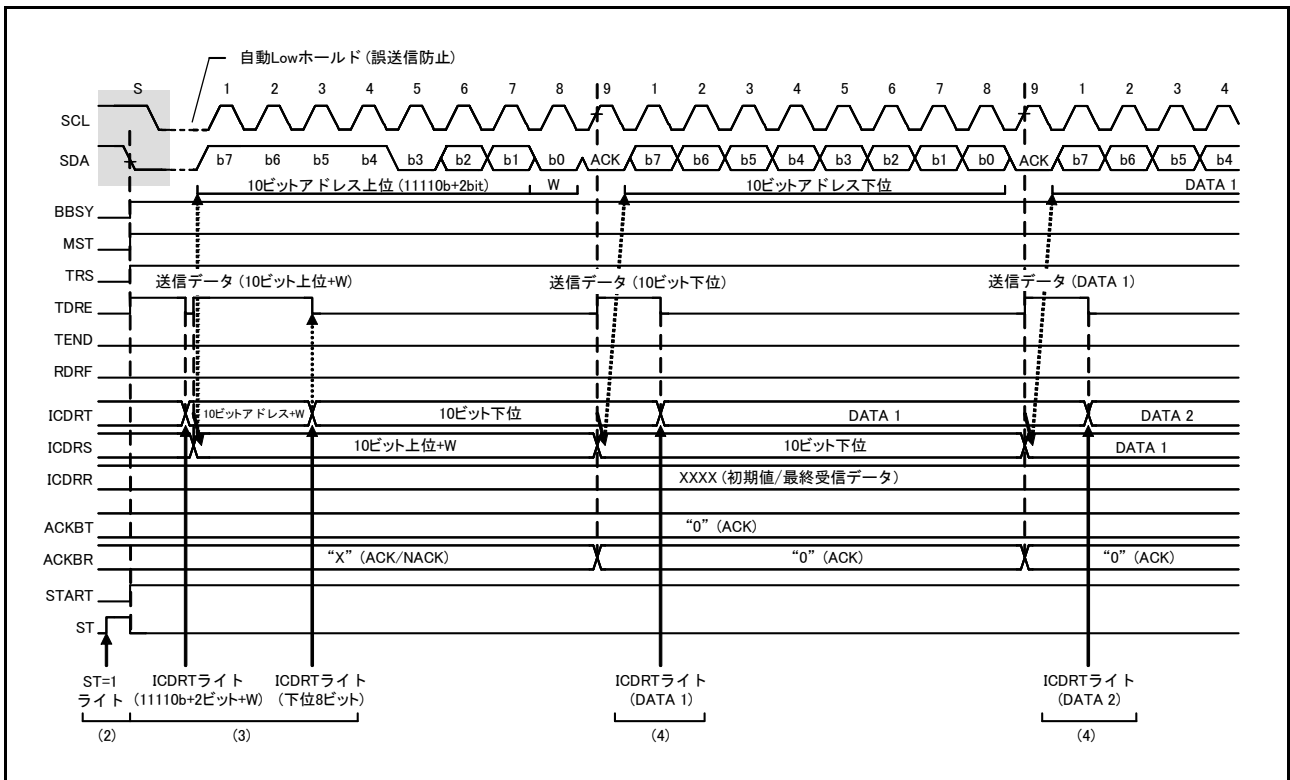 自動Lowホールド (誤送信防止)
S 1 2 3 4 5 6 7 8 9 1 2 3 4 5 6 7 8 9 1 2 3 4
SCL
SDA b7 b6 b5 b4 b3 b2 b1 b0 ACK b7 b6 b5 b4 b3 b2 b1 b0 ACK b7 b6 b5 b4
10ビットアドレス上位 (11110b+2bit) W 10ビットアドレス下位 DATA 1
BBSY
MST
TRS
送信データ (10ビット上位+W) 送信データ (10ビット下位) 送信データ (DATA 1)
TDRE
TEND
RDRF
ICDRT 10ビットアドレス+W 10ビット下位 DATA 1 DATA 2
ICDRS 10ビット上位+W 10ビット下位 DATA 1
ICDRR XXXX (初期値/最終受信データ)
ACKBT “0” (ACK)
ACKBR “X” (ACK/NACK) “0” (ACK) “0” (ACK)
START
ST
ST=1 ICDRTライト ICDRTライト ICDRTライト ICDRTライト
ライト (11110b+2ビット+W) (下位8ビット) (DATA 1) (DATA 2)
(2) (3) (4) (4)